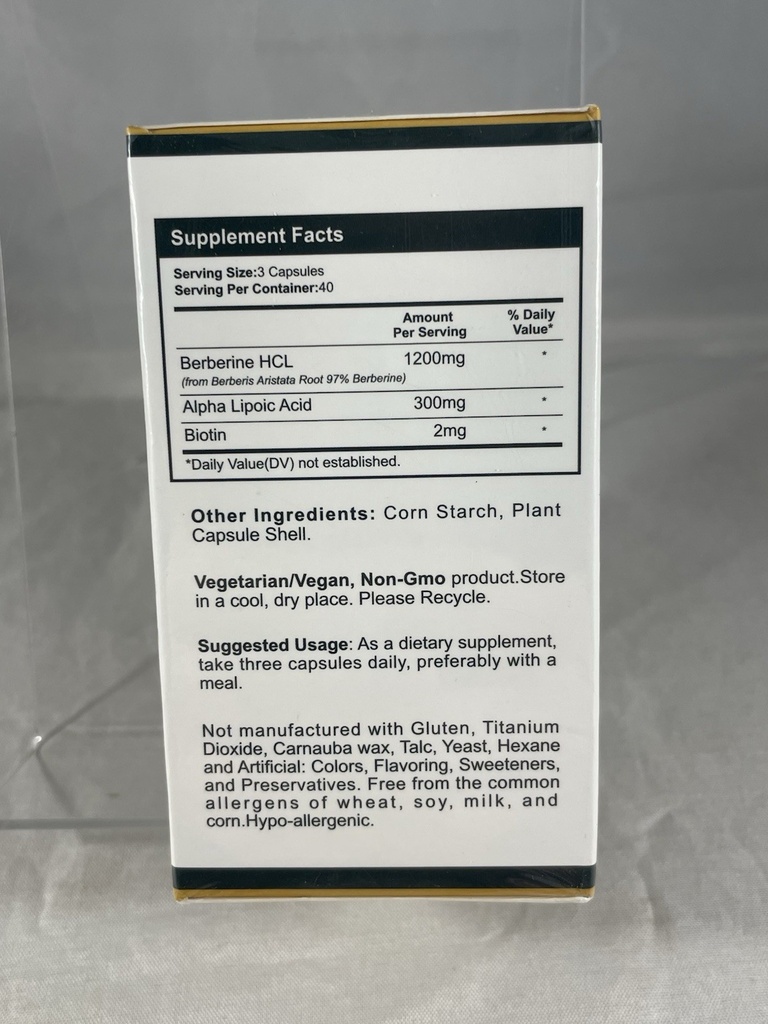 Supplement Facts
Serving Size:3 Capsules
Serving Per Container:40
Amount Per Serving % Daily Value*
Berberine HCL 1200mg *
(from Berberis Aristata Root 97% Berberine)
Alpha Lipoic Acid 300mg *
Biotin 2mg *
*Daily Value(DV) not established.
Other Ingredients: Corn Starch, Plant
Capsule Shell.
Vegetarian/Vegan, Non-Gmo product.Store
in a cool, dry place. Please Recycle.
Suggested Usage: As a dietary supplement,
take three capsules daily, preferably with a
meal.
Not manufactured with Gluten, Titanium
Dioxide, Carnauba wax, Talc, Yeast, Hexane
and Artificial: Colors, Flavoring, Sweeteners,
and Preservatives. Free from the common
allergens of wheat, soy, milk, and
corn.Hypo-allergenic.